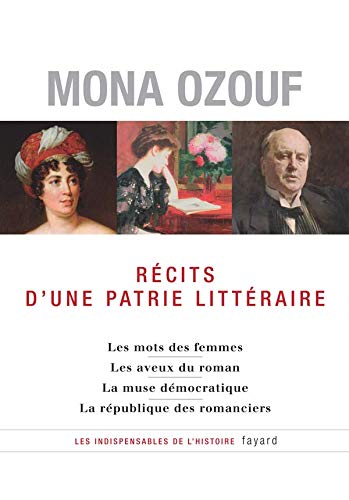 MONA OZOUF
RÉCITS
D'UNE PATRIE LITTÉRAIRE
Les mots des femmes
Les aveux du roman
La muse démocratique
La république des romanciers
LES INDISPENSABLES DE L'HISTOIRE fayard